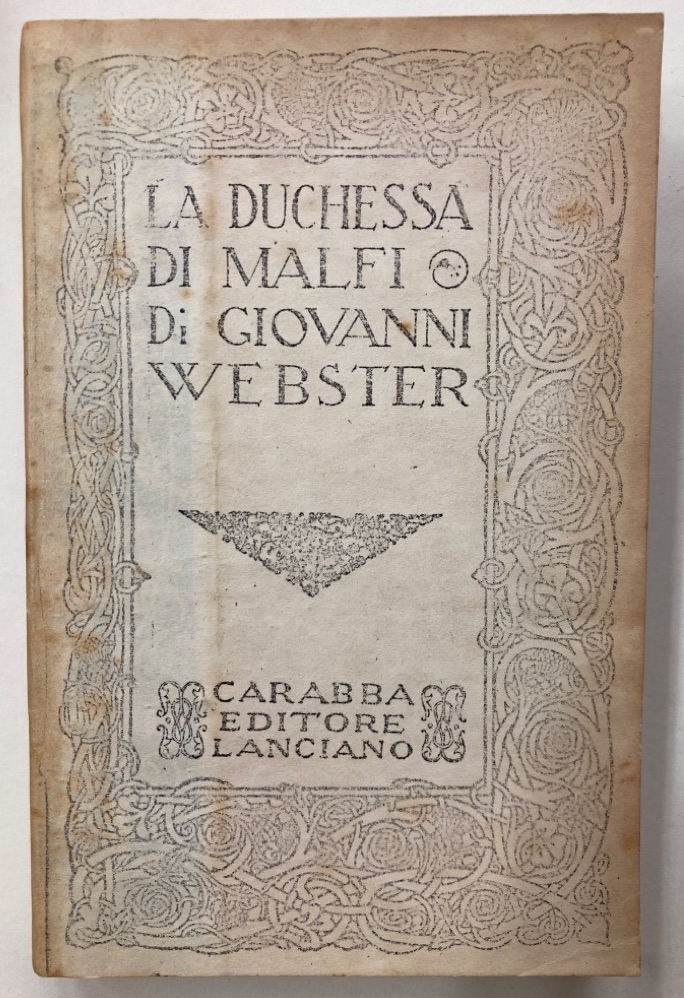 LA DUCHESSA
DI MALFI
Di GIOVANNI
WEBSTER
CARABBA
EDITORE
LANCIANO